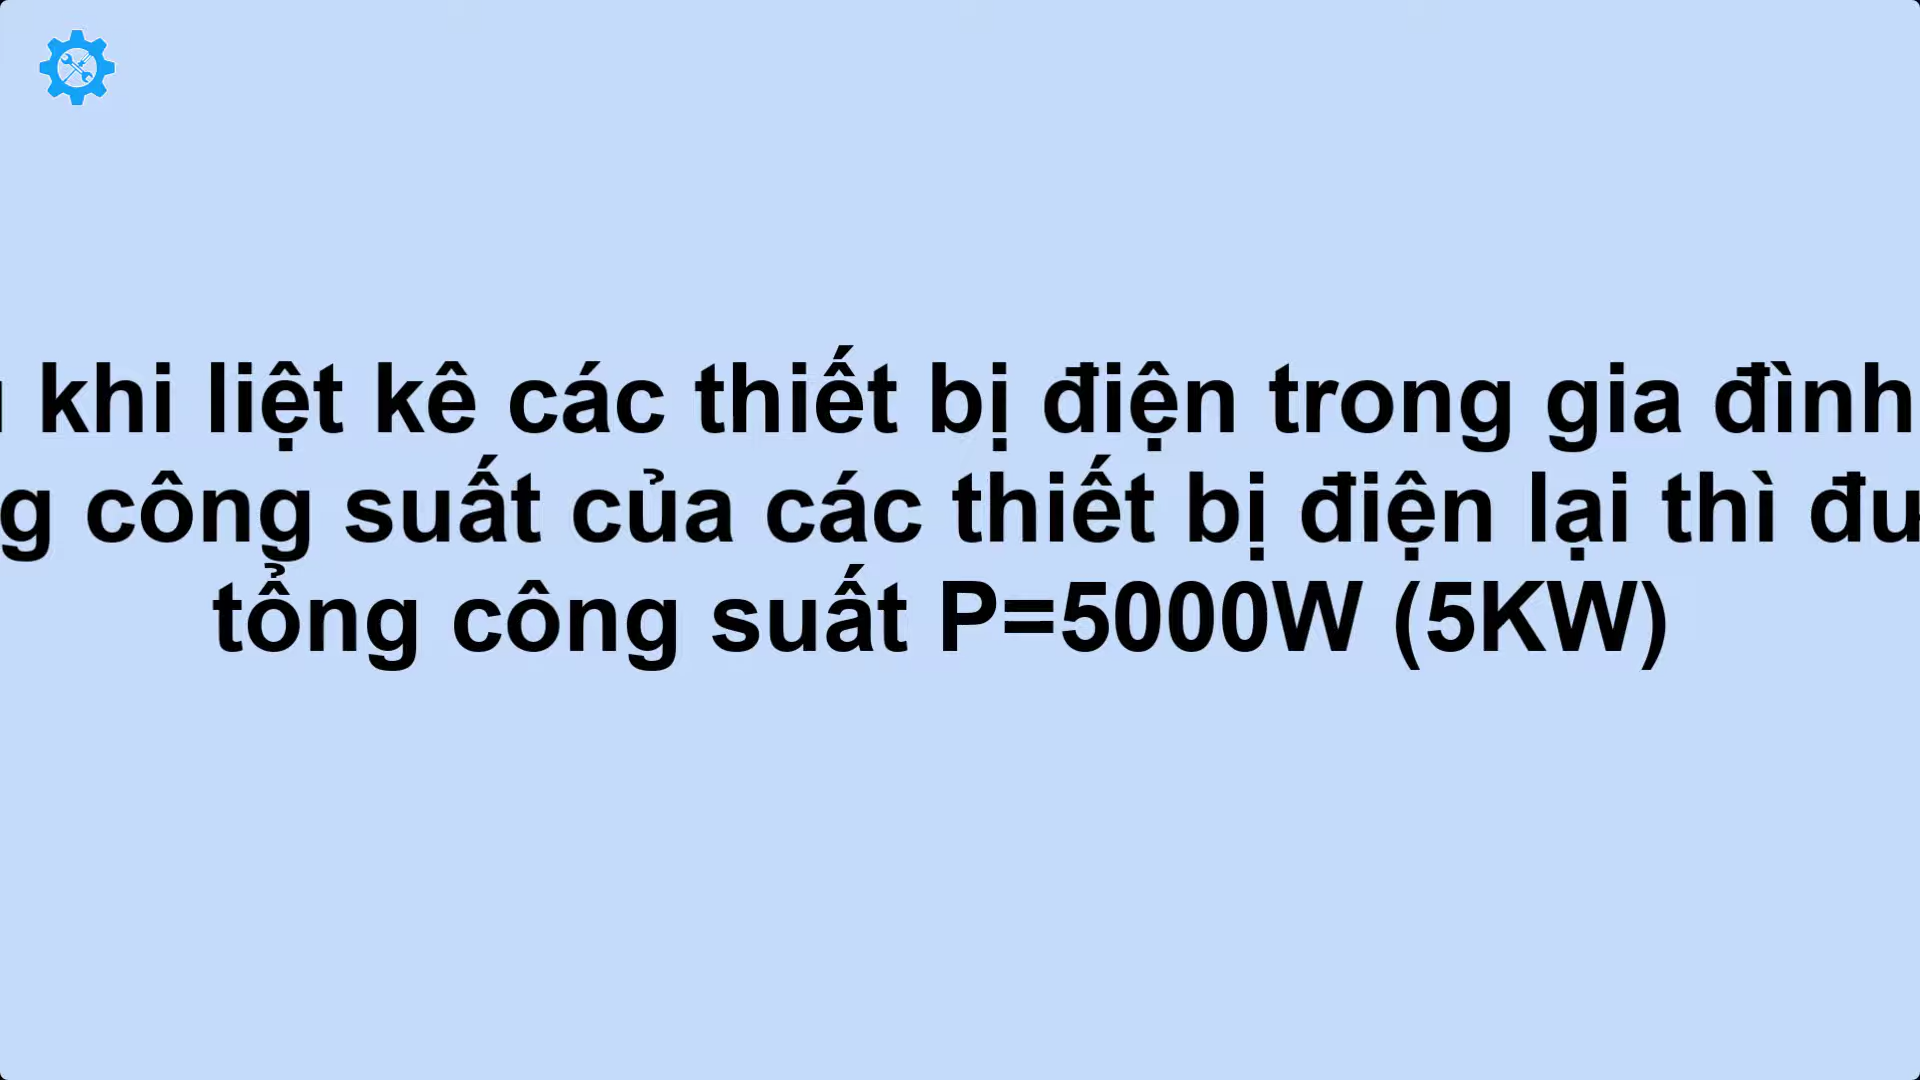 khi liệt kê các thiết bị điện trong gia đình
công suất của các thiết bị điện lại thì
tổng công suất P=5000W (5KW)